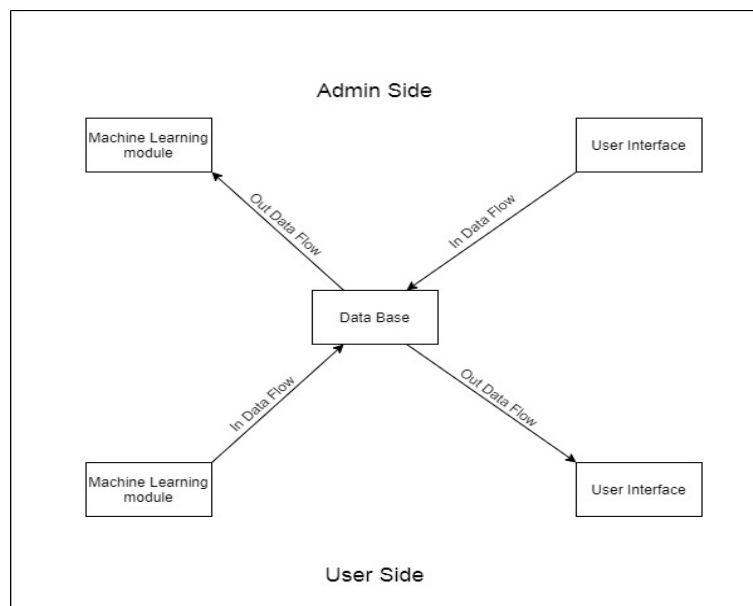 Admin Side
Machine Learning
module
User Interface
Out Data Flow
In Data Flow
Data Base
In Data Flow
Out Data Flow
Machine Learning
module
User Interface
User Side